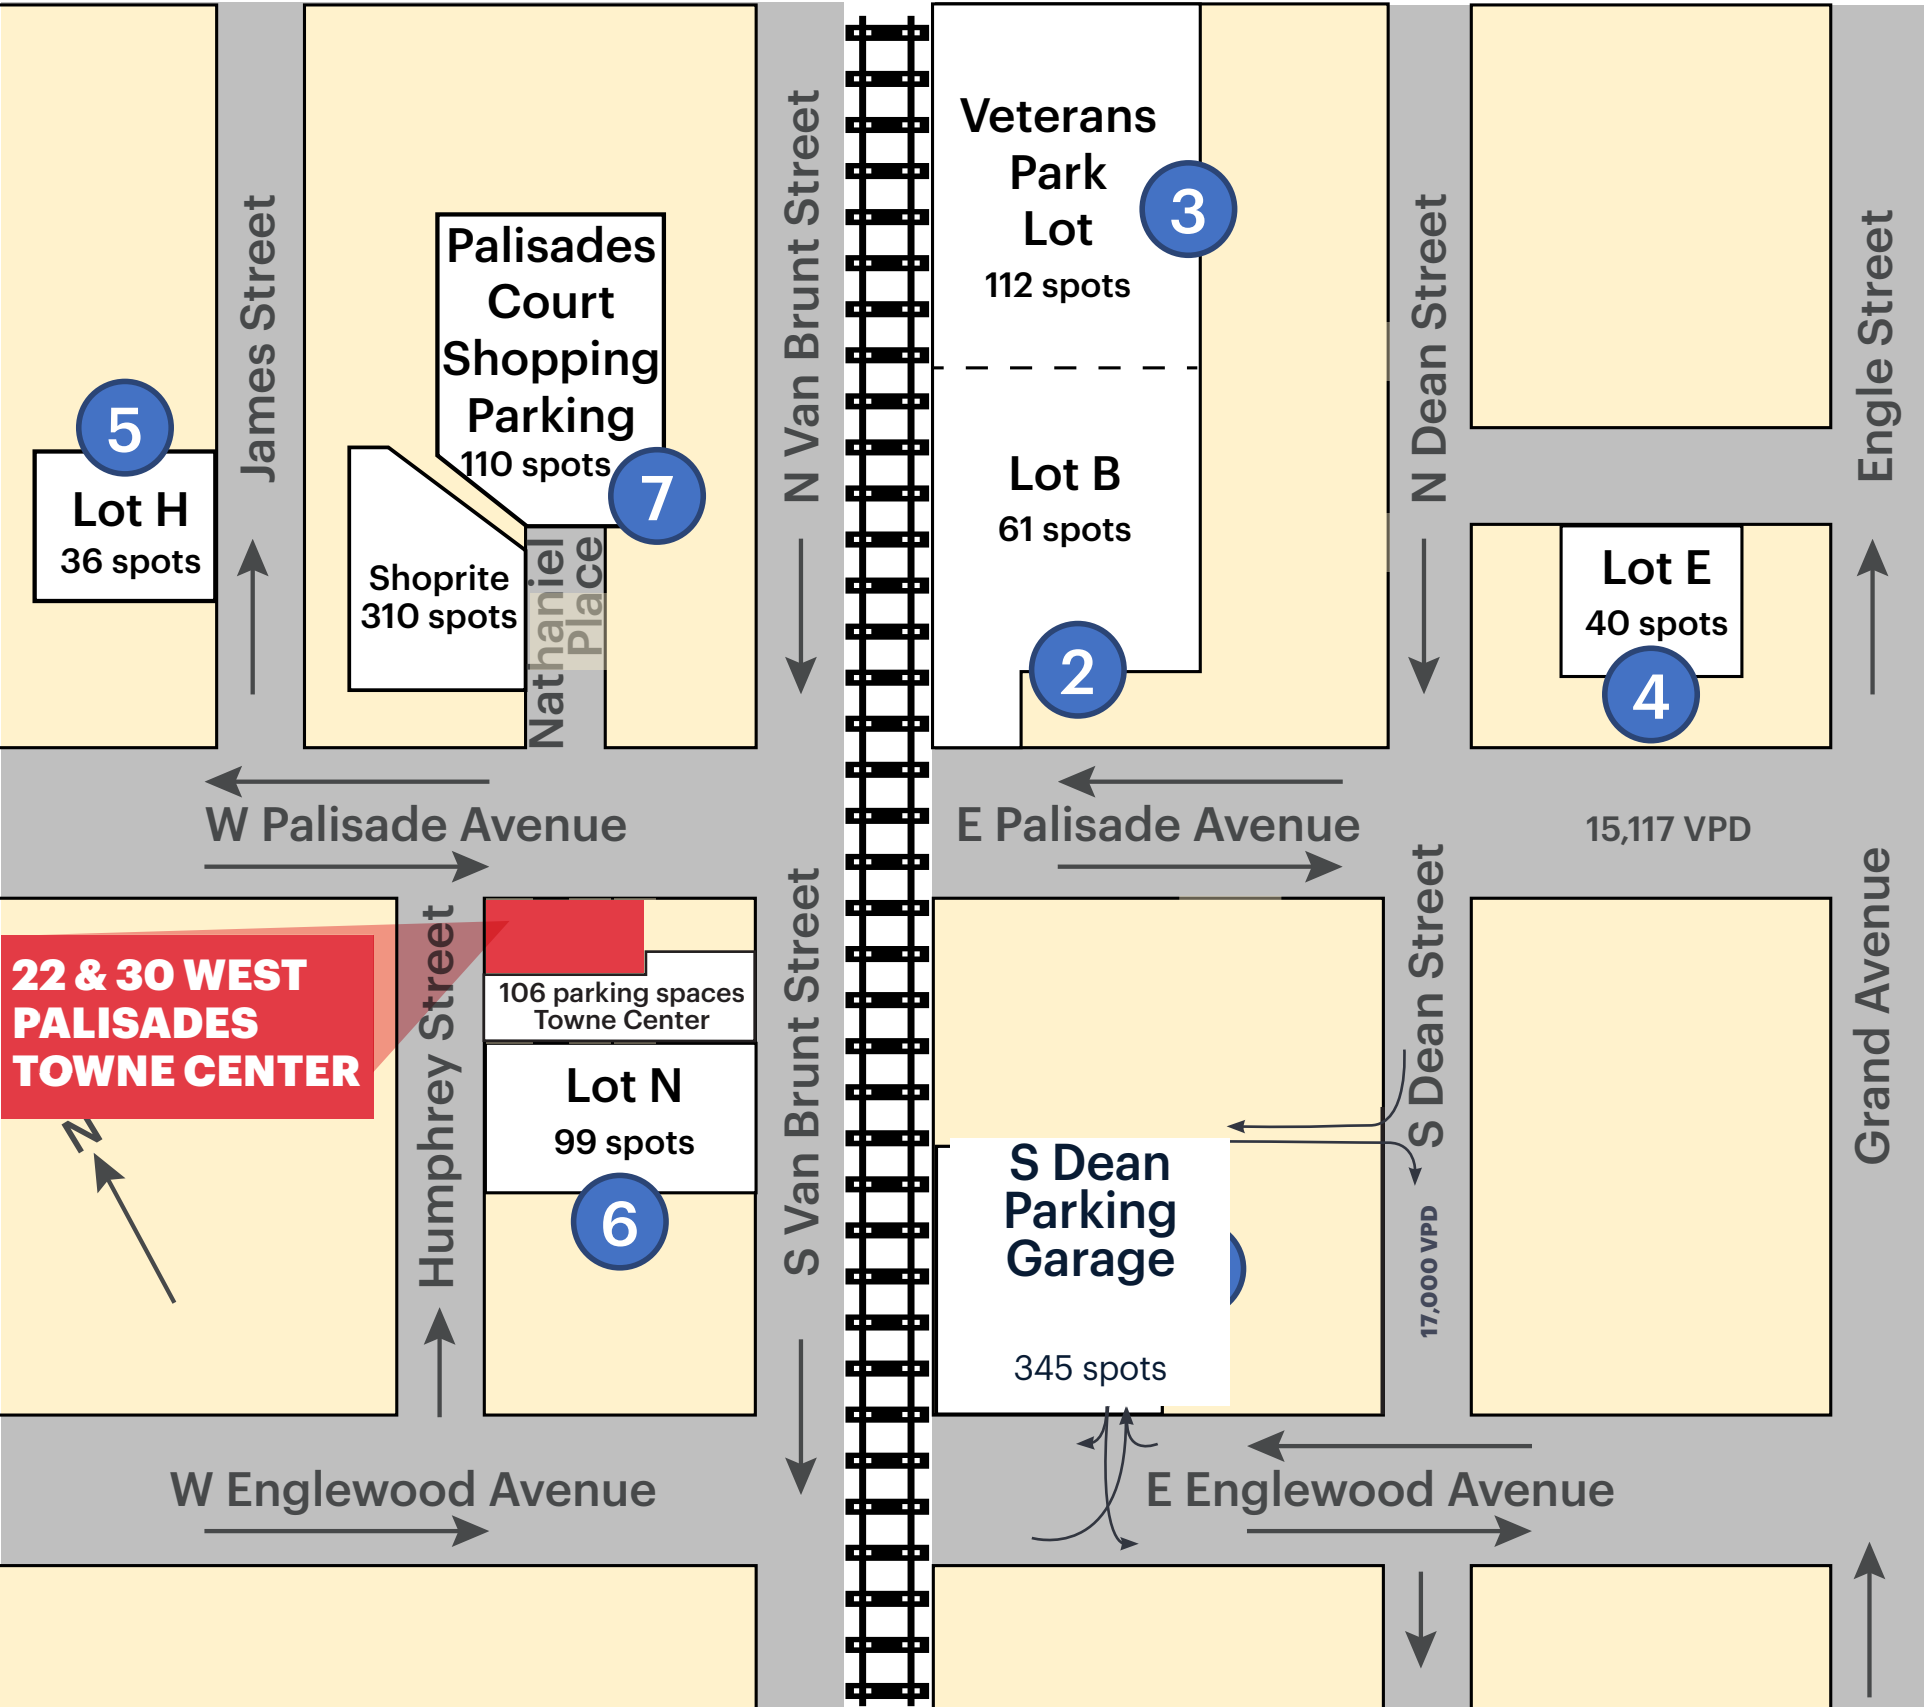 Veterans
Park
Lot
112 spots
3
Palisades
Court
Shopping
Parking
110 spots
7
James Street
N Van Brunt Street
N Dean Street
Engle Street
5
Lot H
36 spots
Shoprite
310 spots
Nathaniel
Place
Lot B
61 spots
2
Lot E
40 spots
4
W Palisade Avenue
E Palisade Avenue
15,117 VPD
22 & 30 WEST
PALISADES
TOWNE CENTER
N
Humphrey Street
106 parking spaces
Towne Center
Lot N
99 spots
6
S Van Brunt Street
S Dean
Parking
Garage
345 spots
S Dean Street
17,000 VPD
Grand Avenue
W Englewood Avenue
E Englewood Avenue